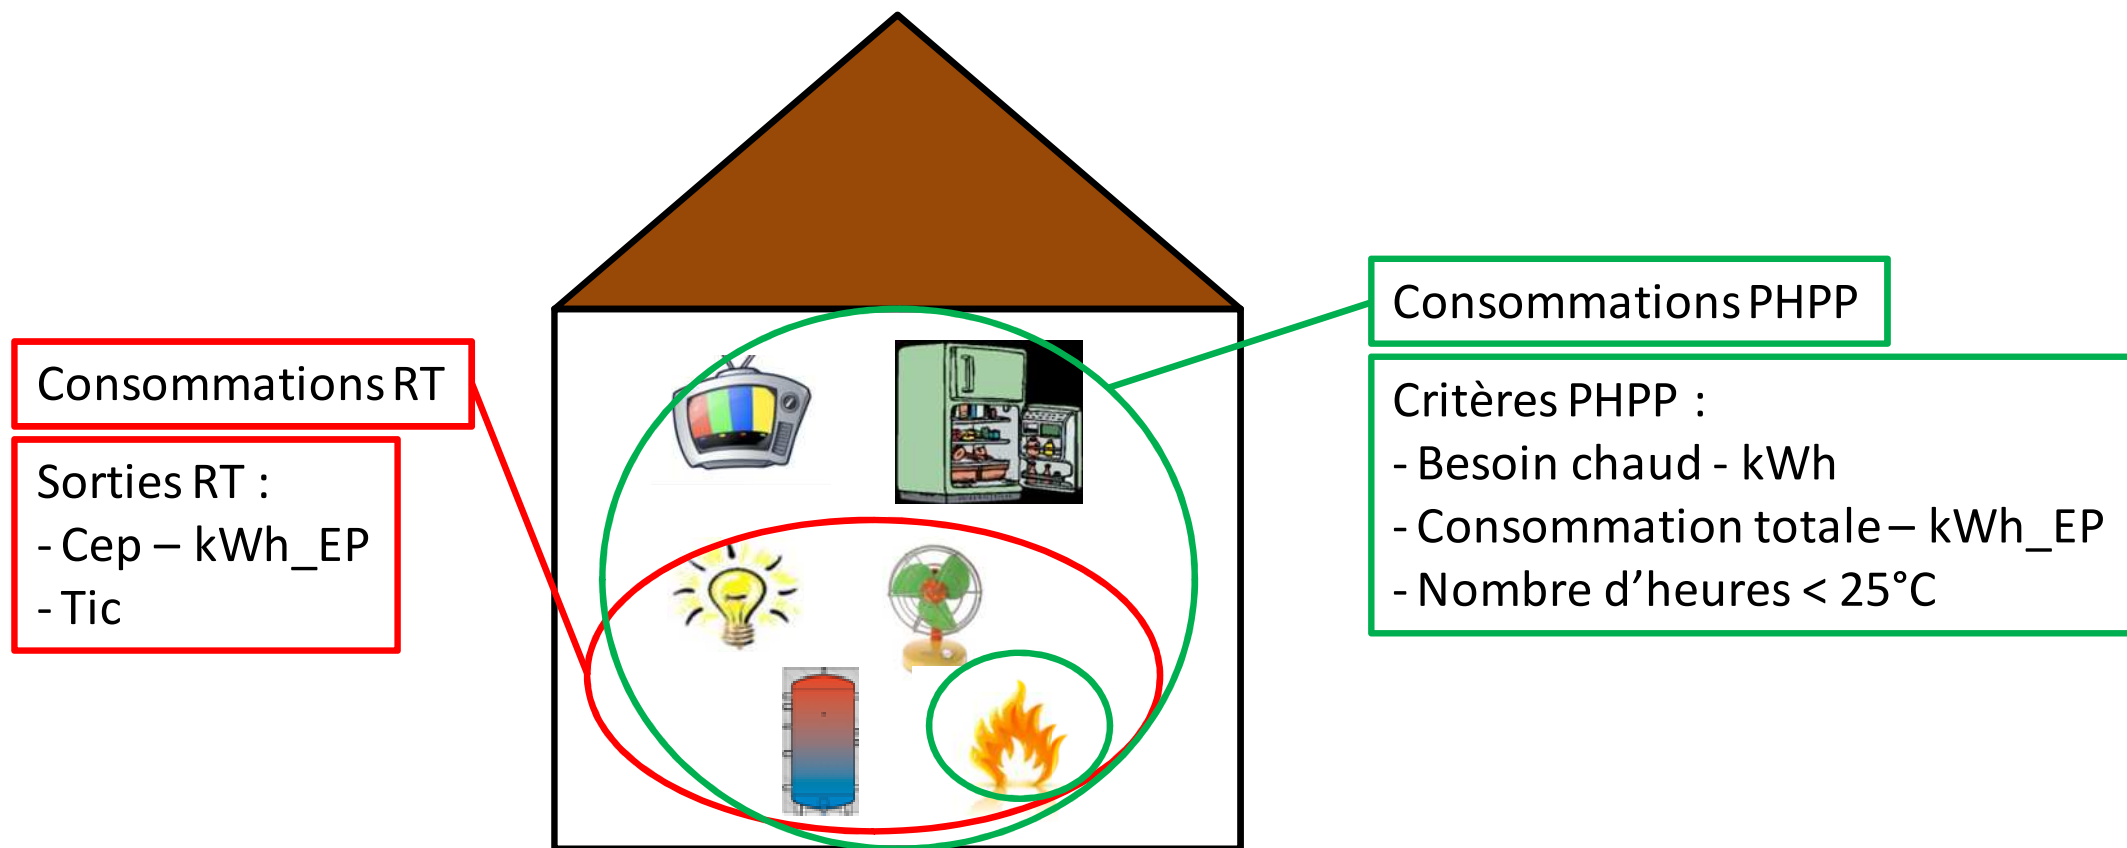 Consommations RT
Sorties RT :
- Cep – kWh_EP
- Tic
Consommations PHPP
Critères PHPP :
- Besoin chaud - kWh
- Consommation totale – kWh_EP
- Nombre d’heures < 25°C